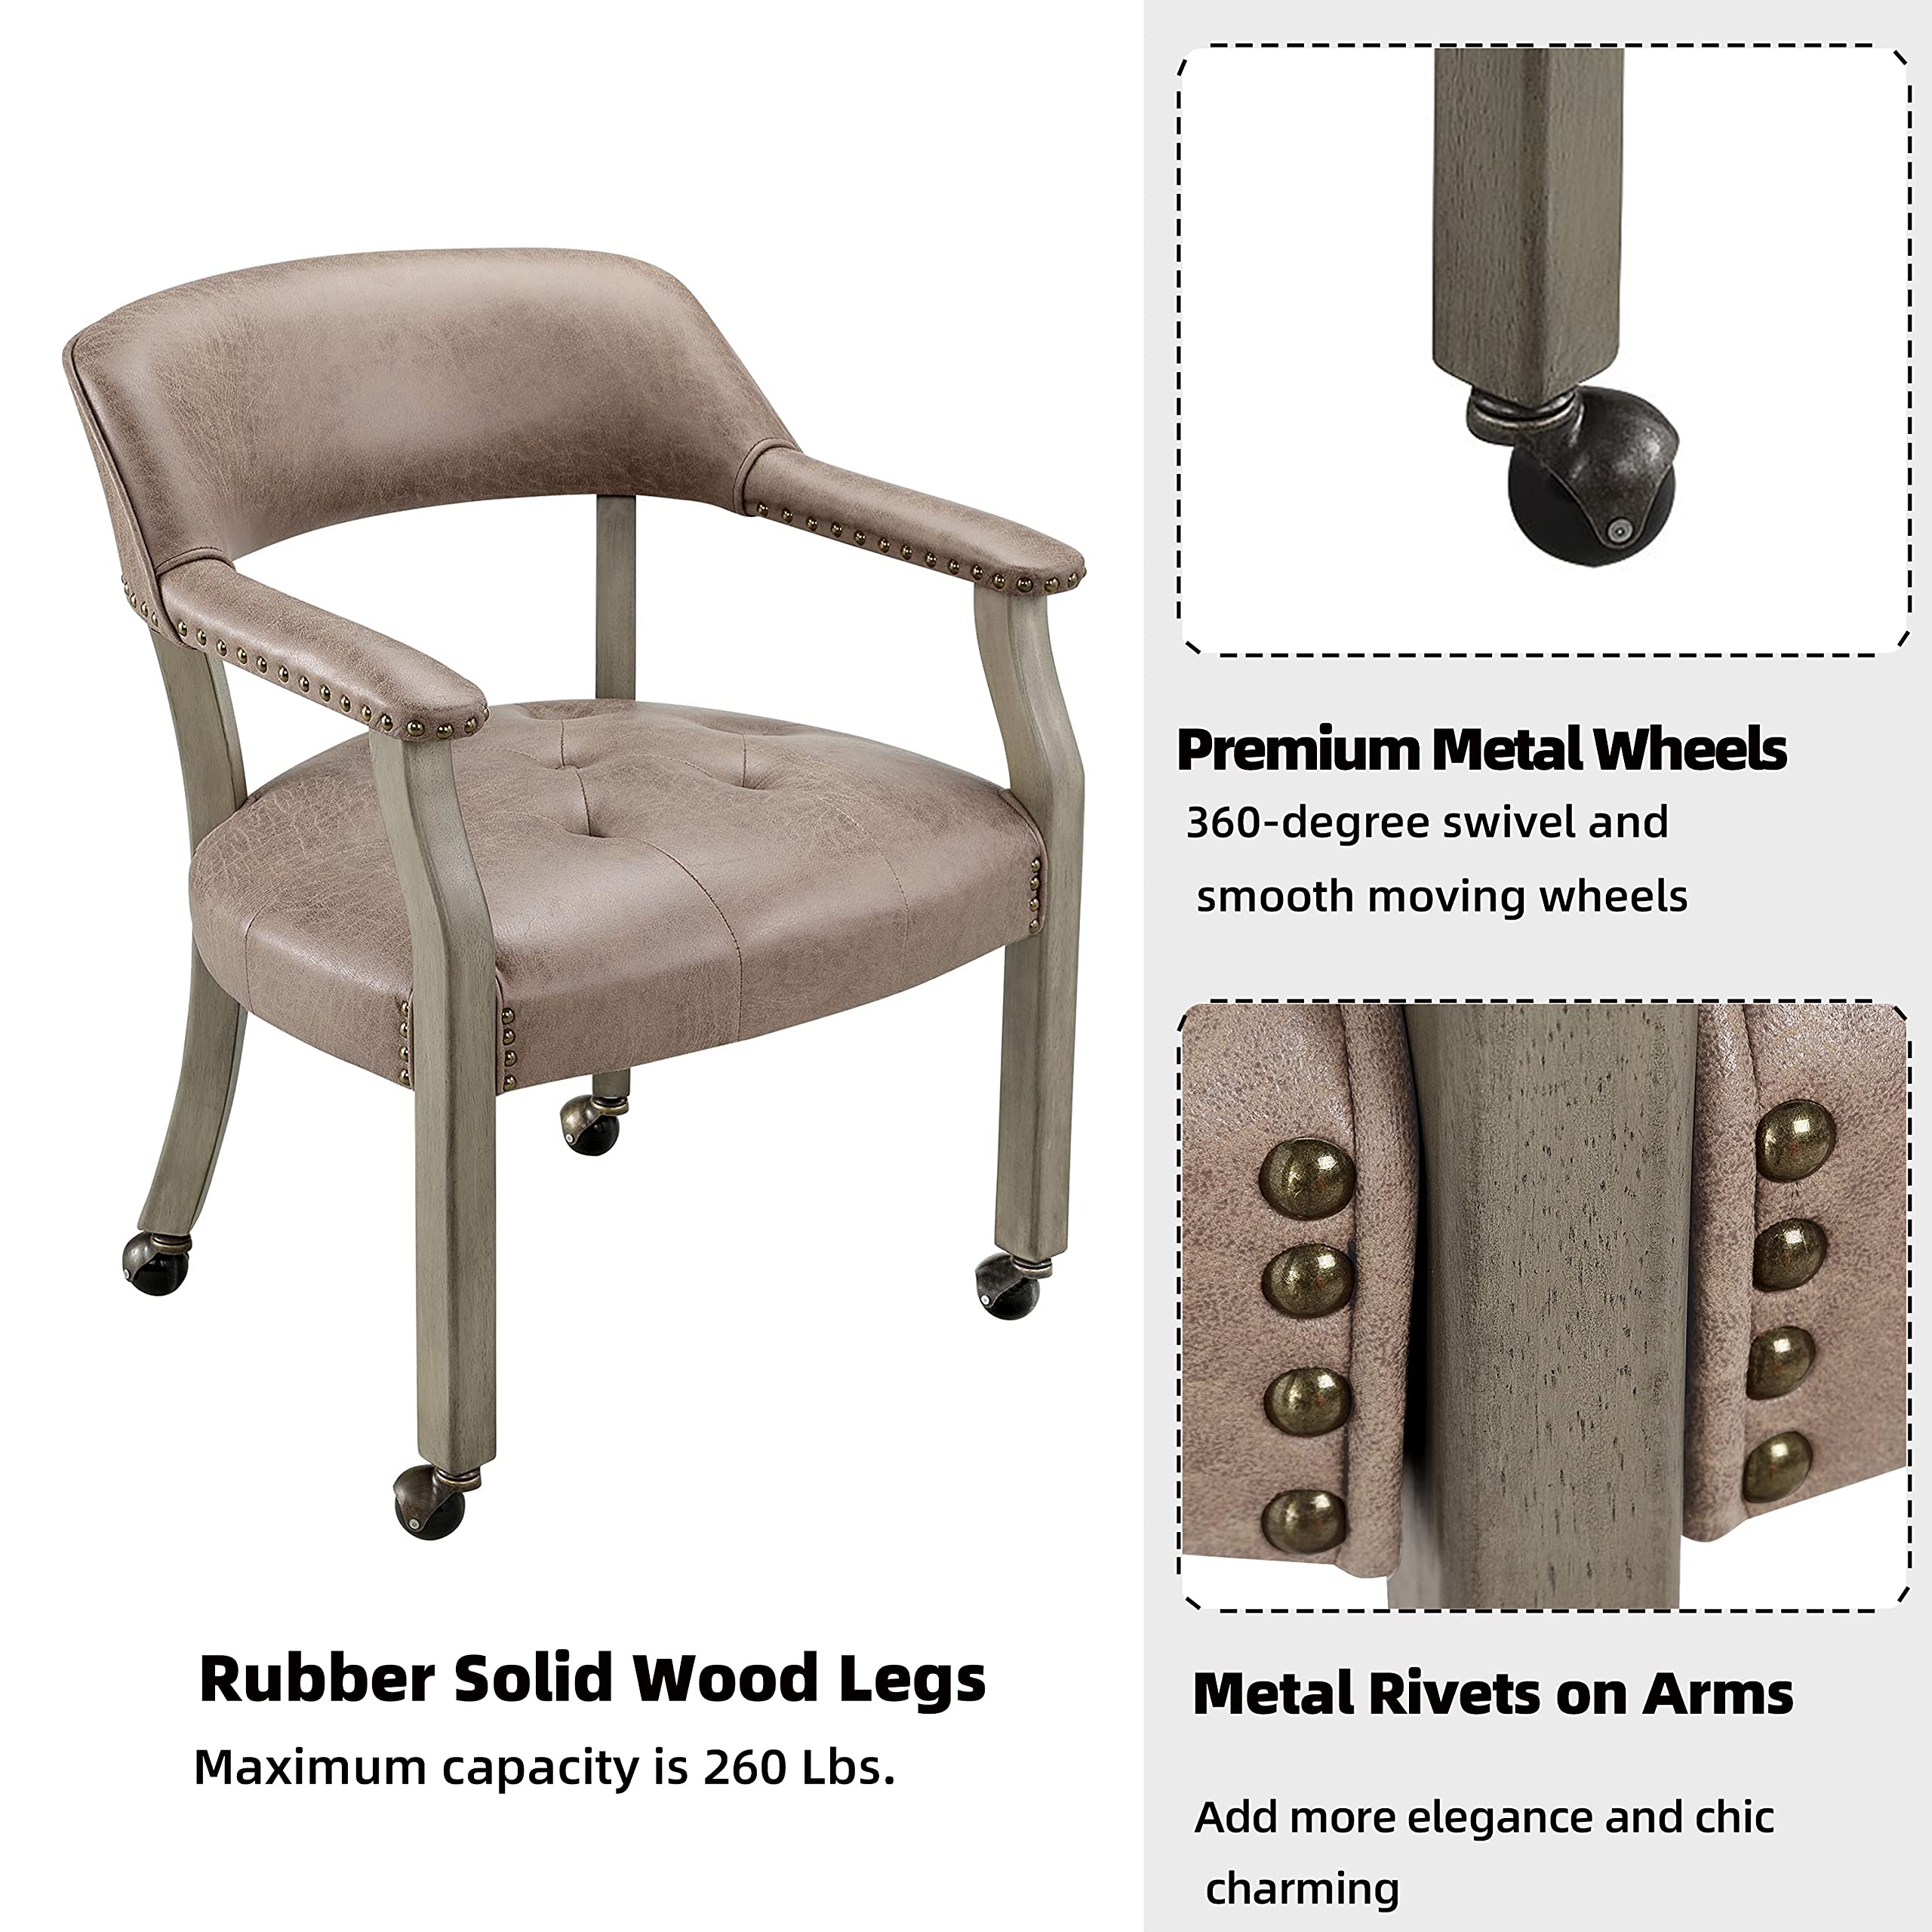 Premium Metal Wheels
360-degree swivel and
smooth moving wheels
Rubber Solid Wood Legs
Maximum capacity is 260 Lbs.
Metal Rivets on Arms
Add more elegance and chic
charming